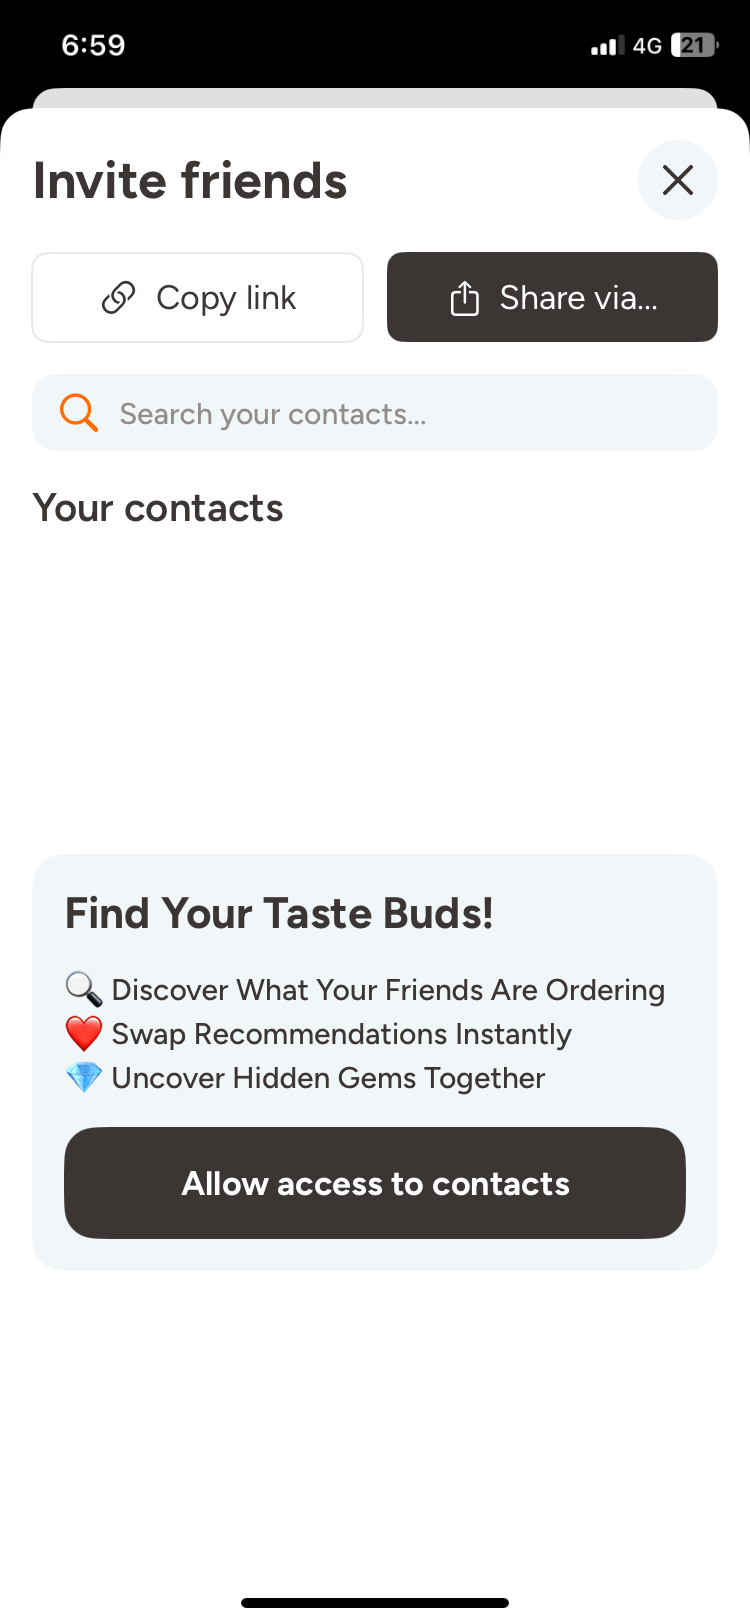 6:59
4G
21
Invite friends
Copy link
Share via...
Search your contacts...
Your contacts
Find Your Taste Buds!
🔍 Discover What Your Friends Are Ordering
❤️ Swap Recommendations Instantly
💎 Uncover Hidden Gems Together
Allow access to contacts